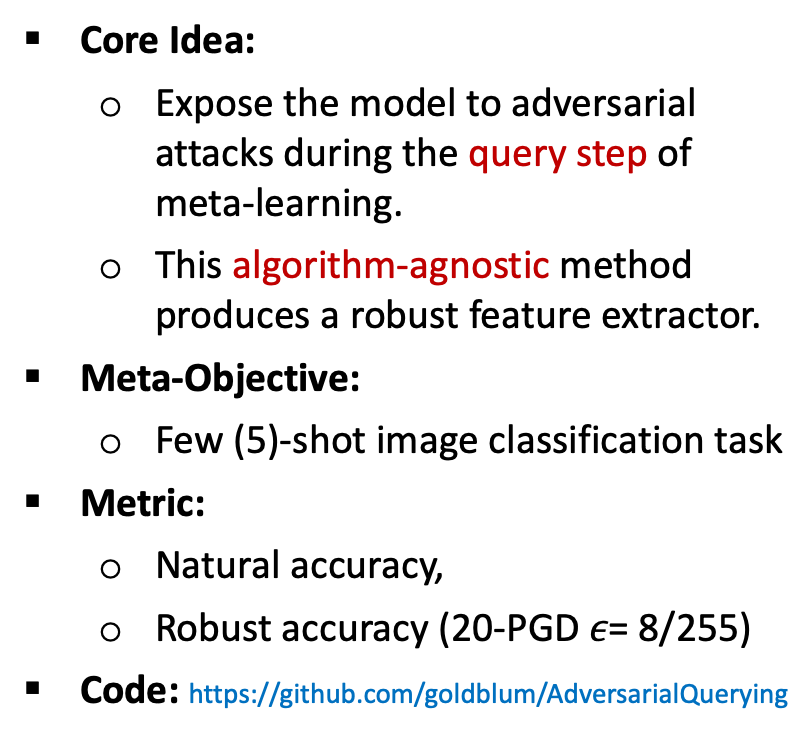 ▪ Core Idea:
o Expose the model to adversarial
attacks during the query step of
meta-learning.
o This algorithm-agnostic method
produces a robust feature extractor.
▪ Meta-Objective:
o Few (5)-shot image classification task
▪ Metric:
o Natural accuracy,
o Robust accuracy (20-PGD ϵ= 8/255)
▪ Code: https://github.com/goldblum/AdversarialQuerying